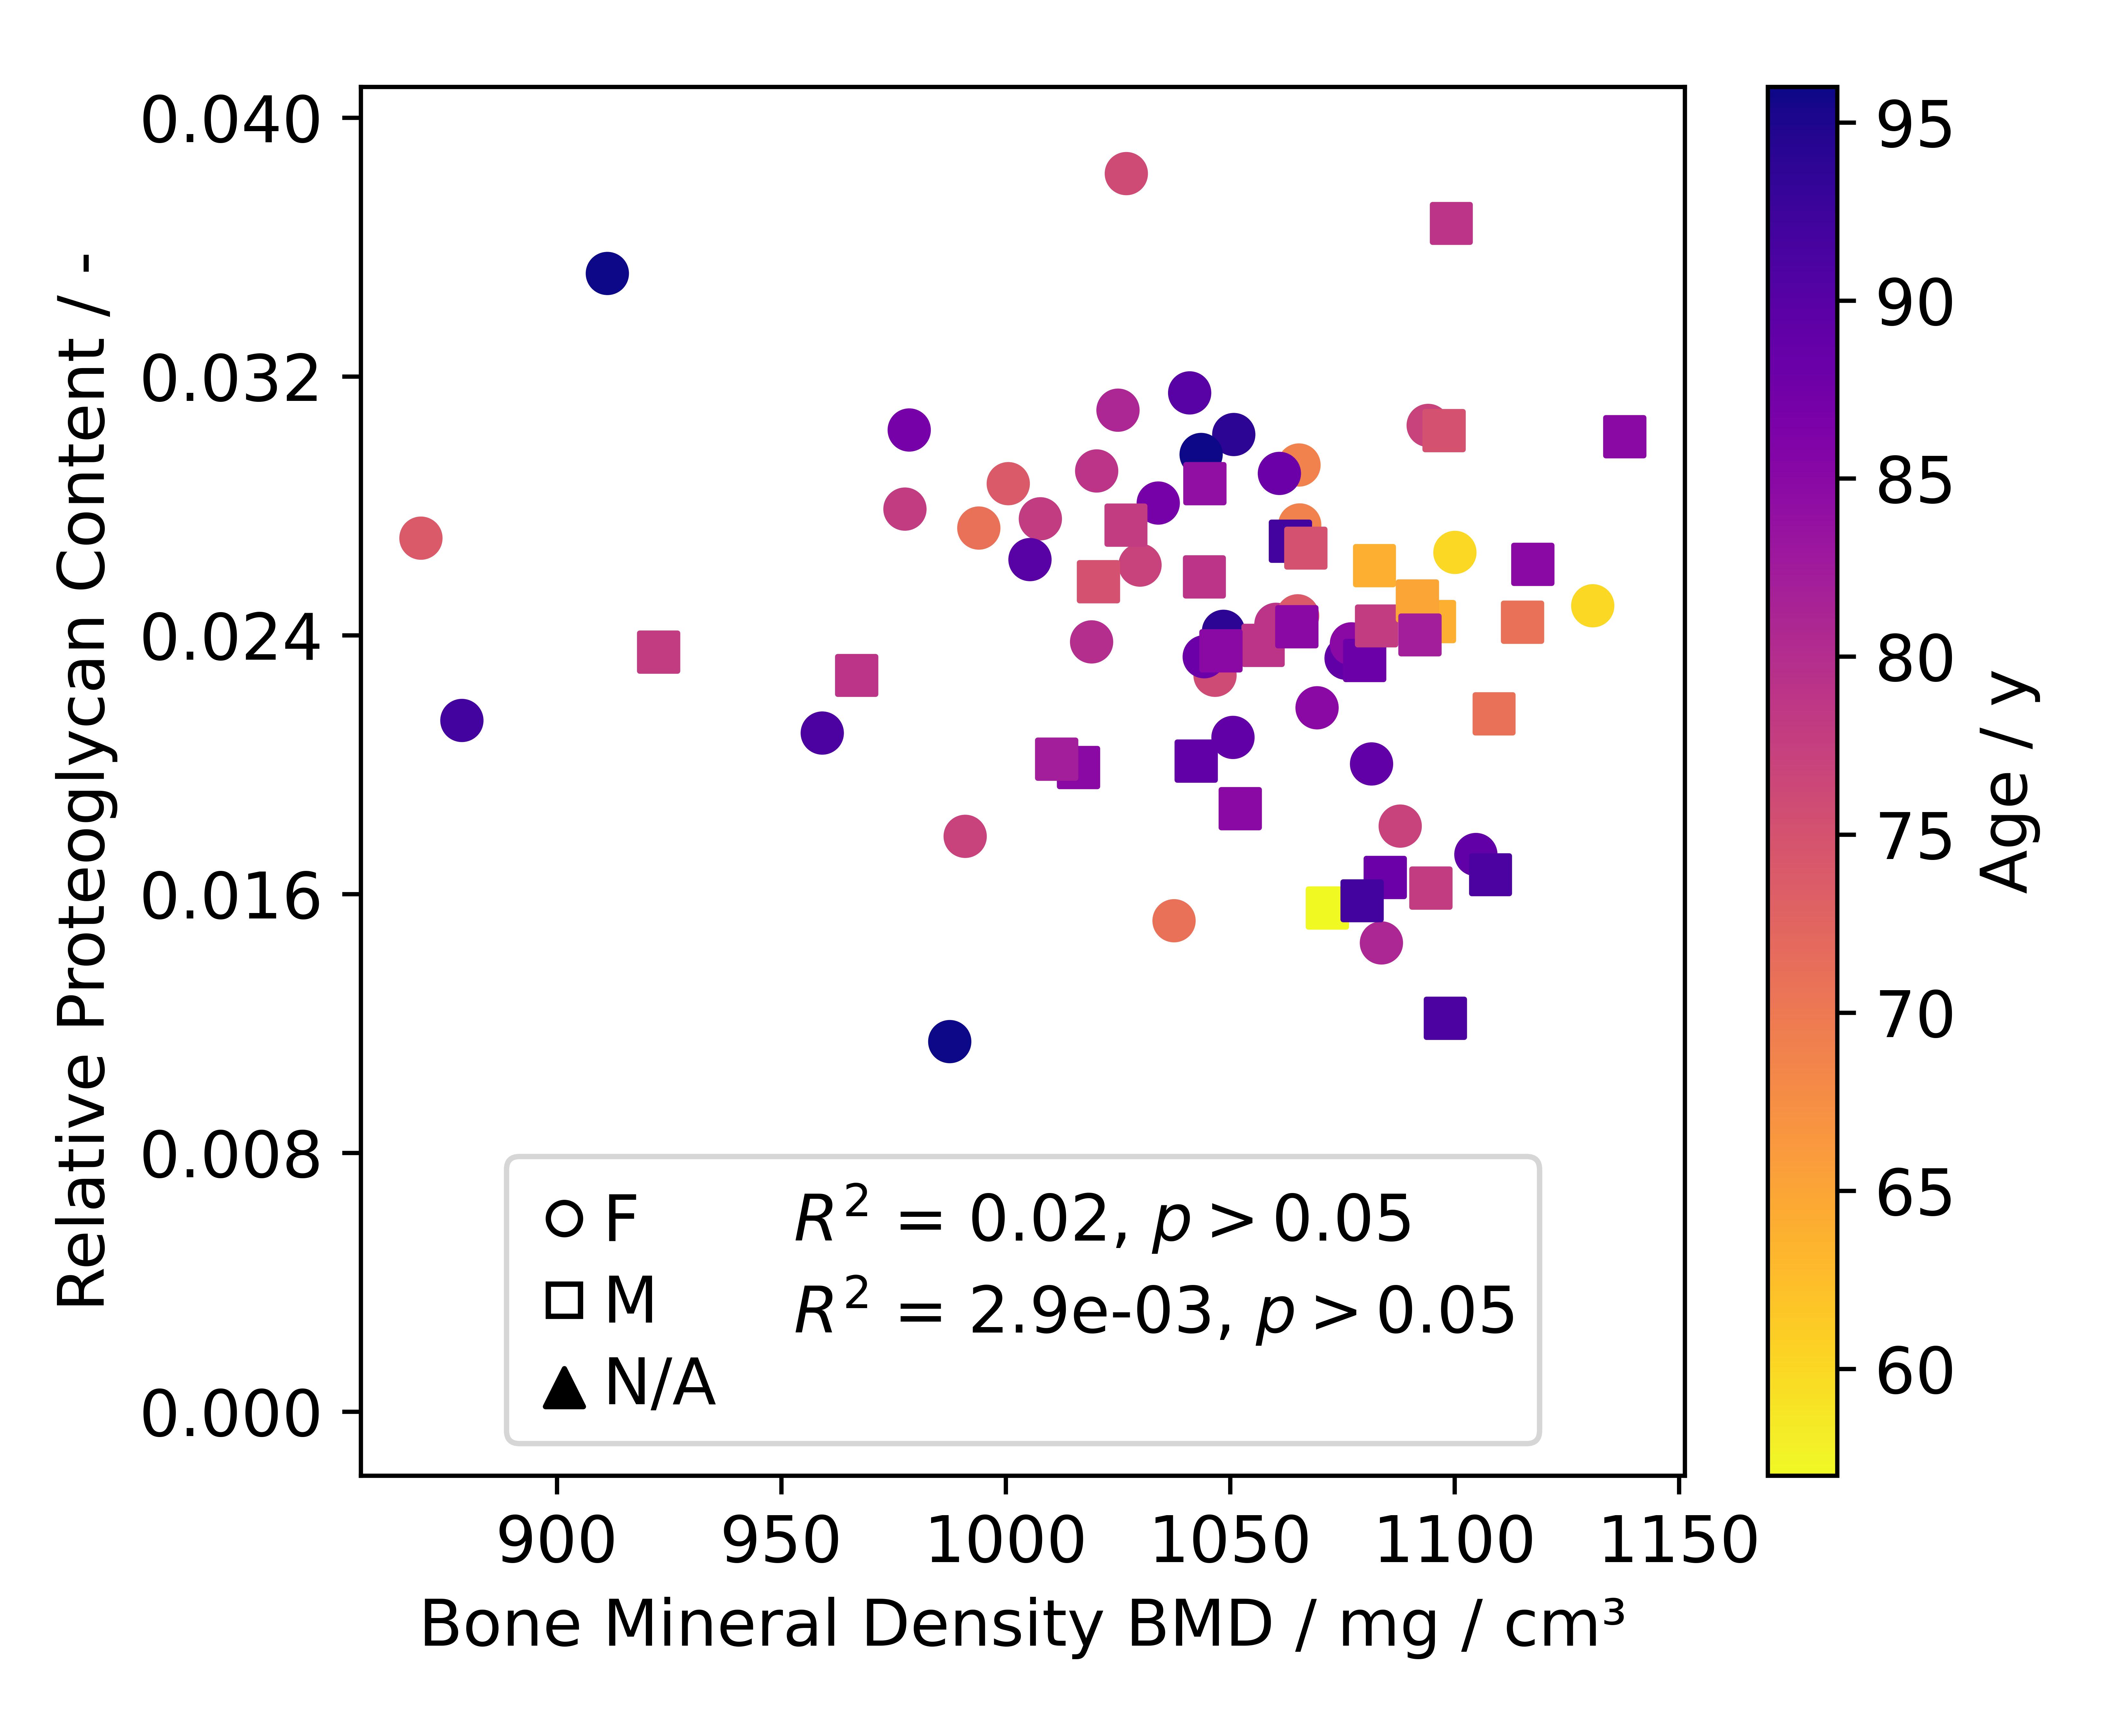 Relative Proteoglycan Content / -
0.040
0.032
0.024
0.016
0.008
0.000
F R² = 0.02, p > 0.05
M R² = 2.9e-03, p > 0.05
N/A
900 950 1000 1050 1100 1150
Bone Mineral Density BMD / mg / cm³
95
90
85
80
75
70
65
60
Age / y